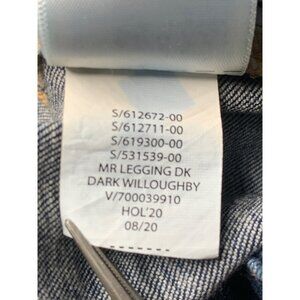 S/612672-00
S/612711-00
S/619300-00
S/531539-00
MR LEGGING DK
DARK WILLOUGHBY
V/700039910
HOL'20
08/20